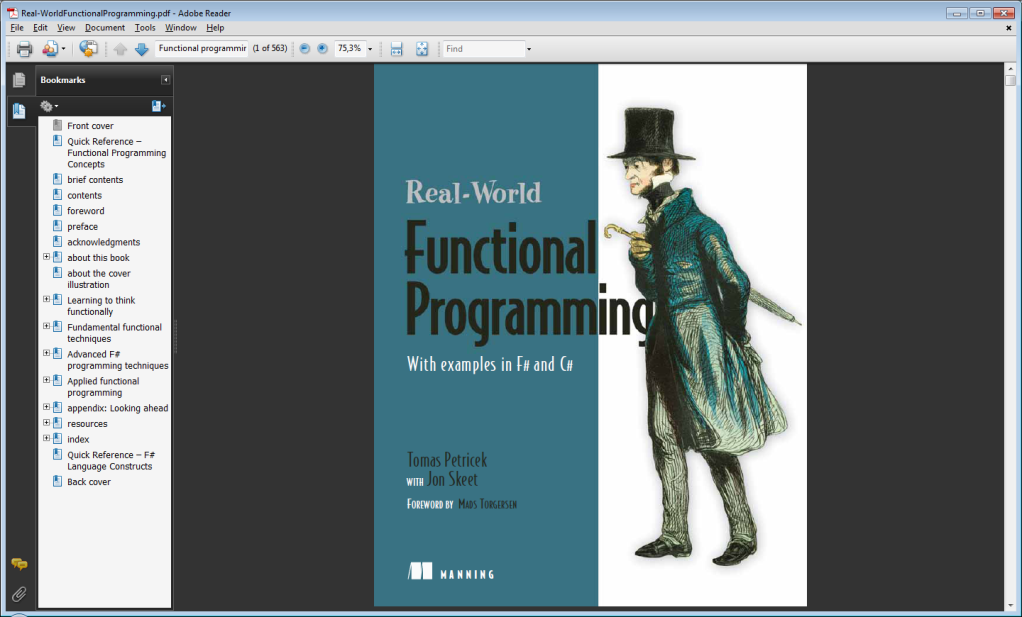 Real-WorldFunctionalProgramming.pdf - Adobe Reader
File Edit View Document Tools Window Help
Functional programmir (1 of 563) 75,3% Find
Bookmarks
Front cover
Quick Reference –
Functional Programming
Concepts
brief contents
contents
foreword
preface
acknowledgments
about this book
about the cover
illustration
Learning to think
functionally
Fundamental functional
techniques
Advanced F#
programming techniques
Applied functional
programming
appendix: Looking ahead
resources
index
Quick Reference – F#
Language Constructs
Back cover
Real-World
Functional
Programming
With examples in F# and C#
Tomas Petricek
WITH Jon Skeet
FOREWORD BY MADS TORGERSEN
MANNING